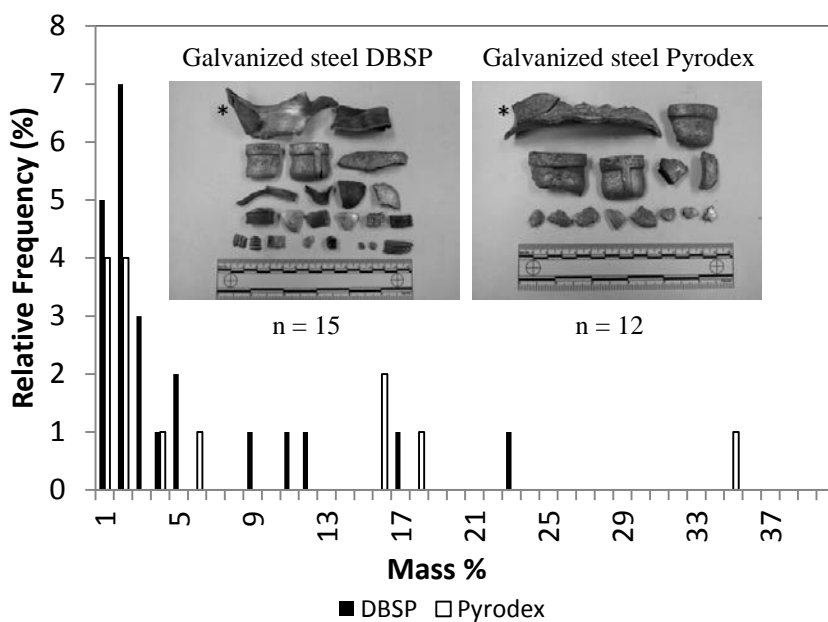 8
7
6
5
4
3
2
1
0
Relative Frequency (%)
Galvanized steel DBSP
Galvanized steel Pyrodex
*
*
n = 15
n = 12
1 5 9 13 17 21 25 29 33 37
Mass %
DBSP Pyrodex